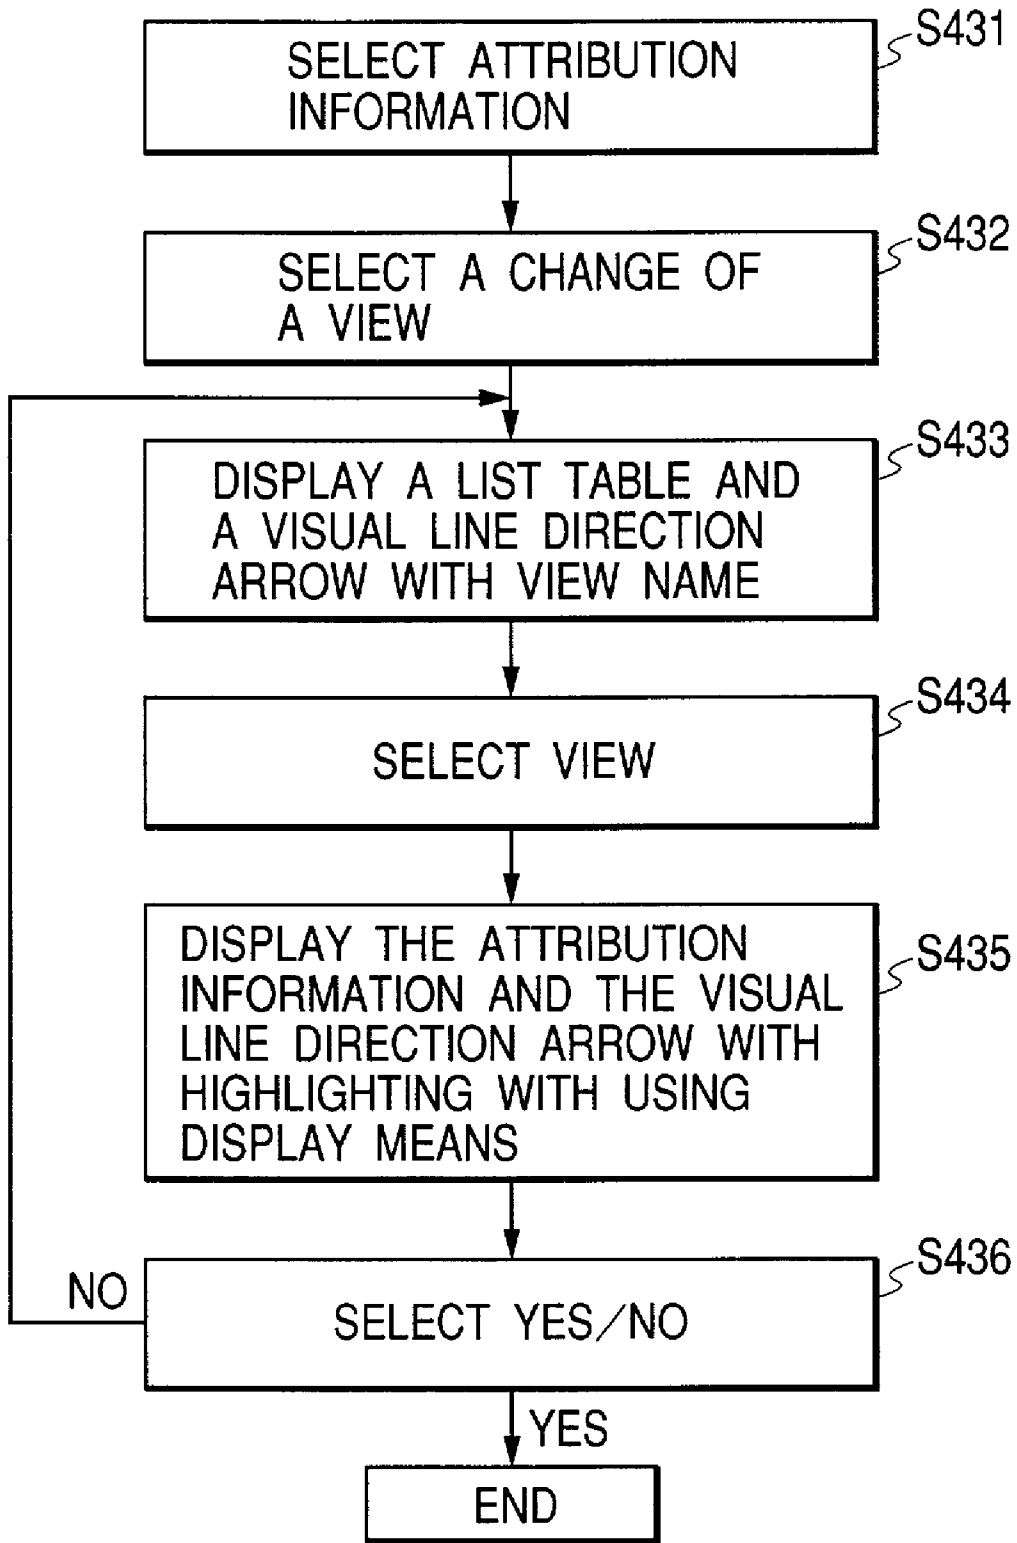 S431
SELECT ATTRIBUTION
INFORMATION
S432
SELECT A CHANGE OF
A VIEW
S433
DISPLAY A LIST TABLE AND
A VISUAL LINE DIRECTION
ARROW WITH VIEW NAME
S434
SELECT VIEW
S435
DISPLAY THE ATTRIBUTION
INFORMATION AND THE VISUAL
LINE DIRECTION ARROW WITH
HIGHLIGHTING WITH USING
DISPLAY MEANS
S436
NO
SELECT YES/NO
YES
END